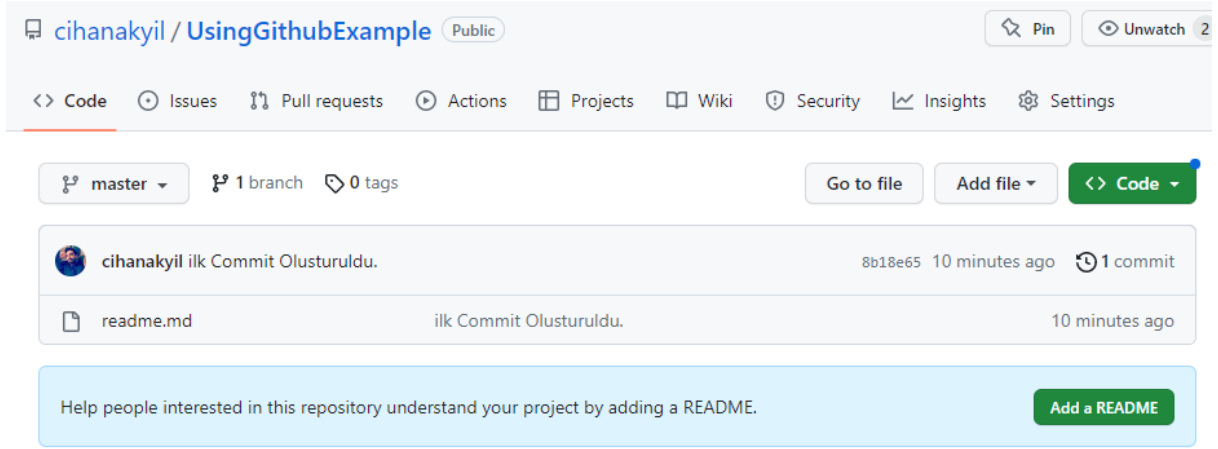 cihanakyil / UsingGithubExample Public Pin Unwatch 2
Code Issues Pull requests Actions Projects Wiki Security Insights Settings
master 1 branch 0 tags Go to file Add file <> Code
cihanakyil ilk Commit Olusturuldu. 8b18e65 10 minutes ago 1 commit
readme.md ilk Commit Olusturuldu. 10 minutes ago
Help people interested in this repository understand your project by adding a README. Add a README